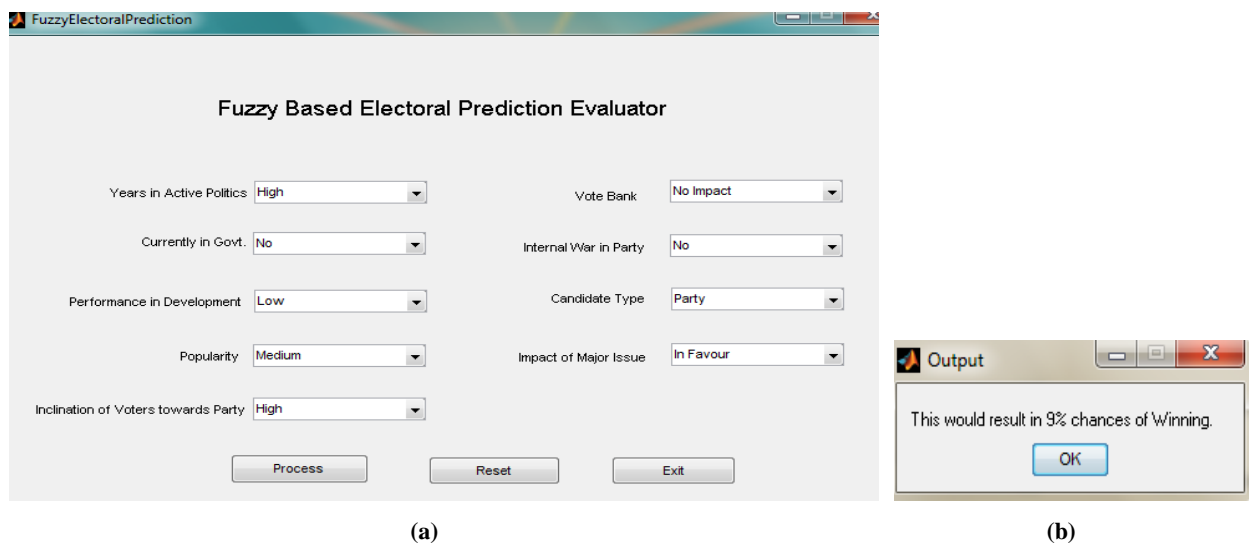 FuzzyElectoralPrediction
Fuzzy Based Electoral Prediction Evaluator
Years in Active Politics High
Vote Bank No Impact
Currently in Govt. No
Internal War in Party No
Performance in Development Low
Candidate Type Party
Popularity Medium
Impact of Major Issue In Favour
Inclination of Voters towards Party High
Process Reset Exit
Output
This would result in 9% chances of Winning.
OK
(a)
(b)